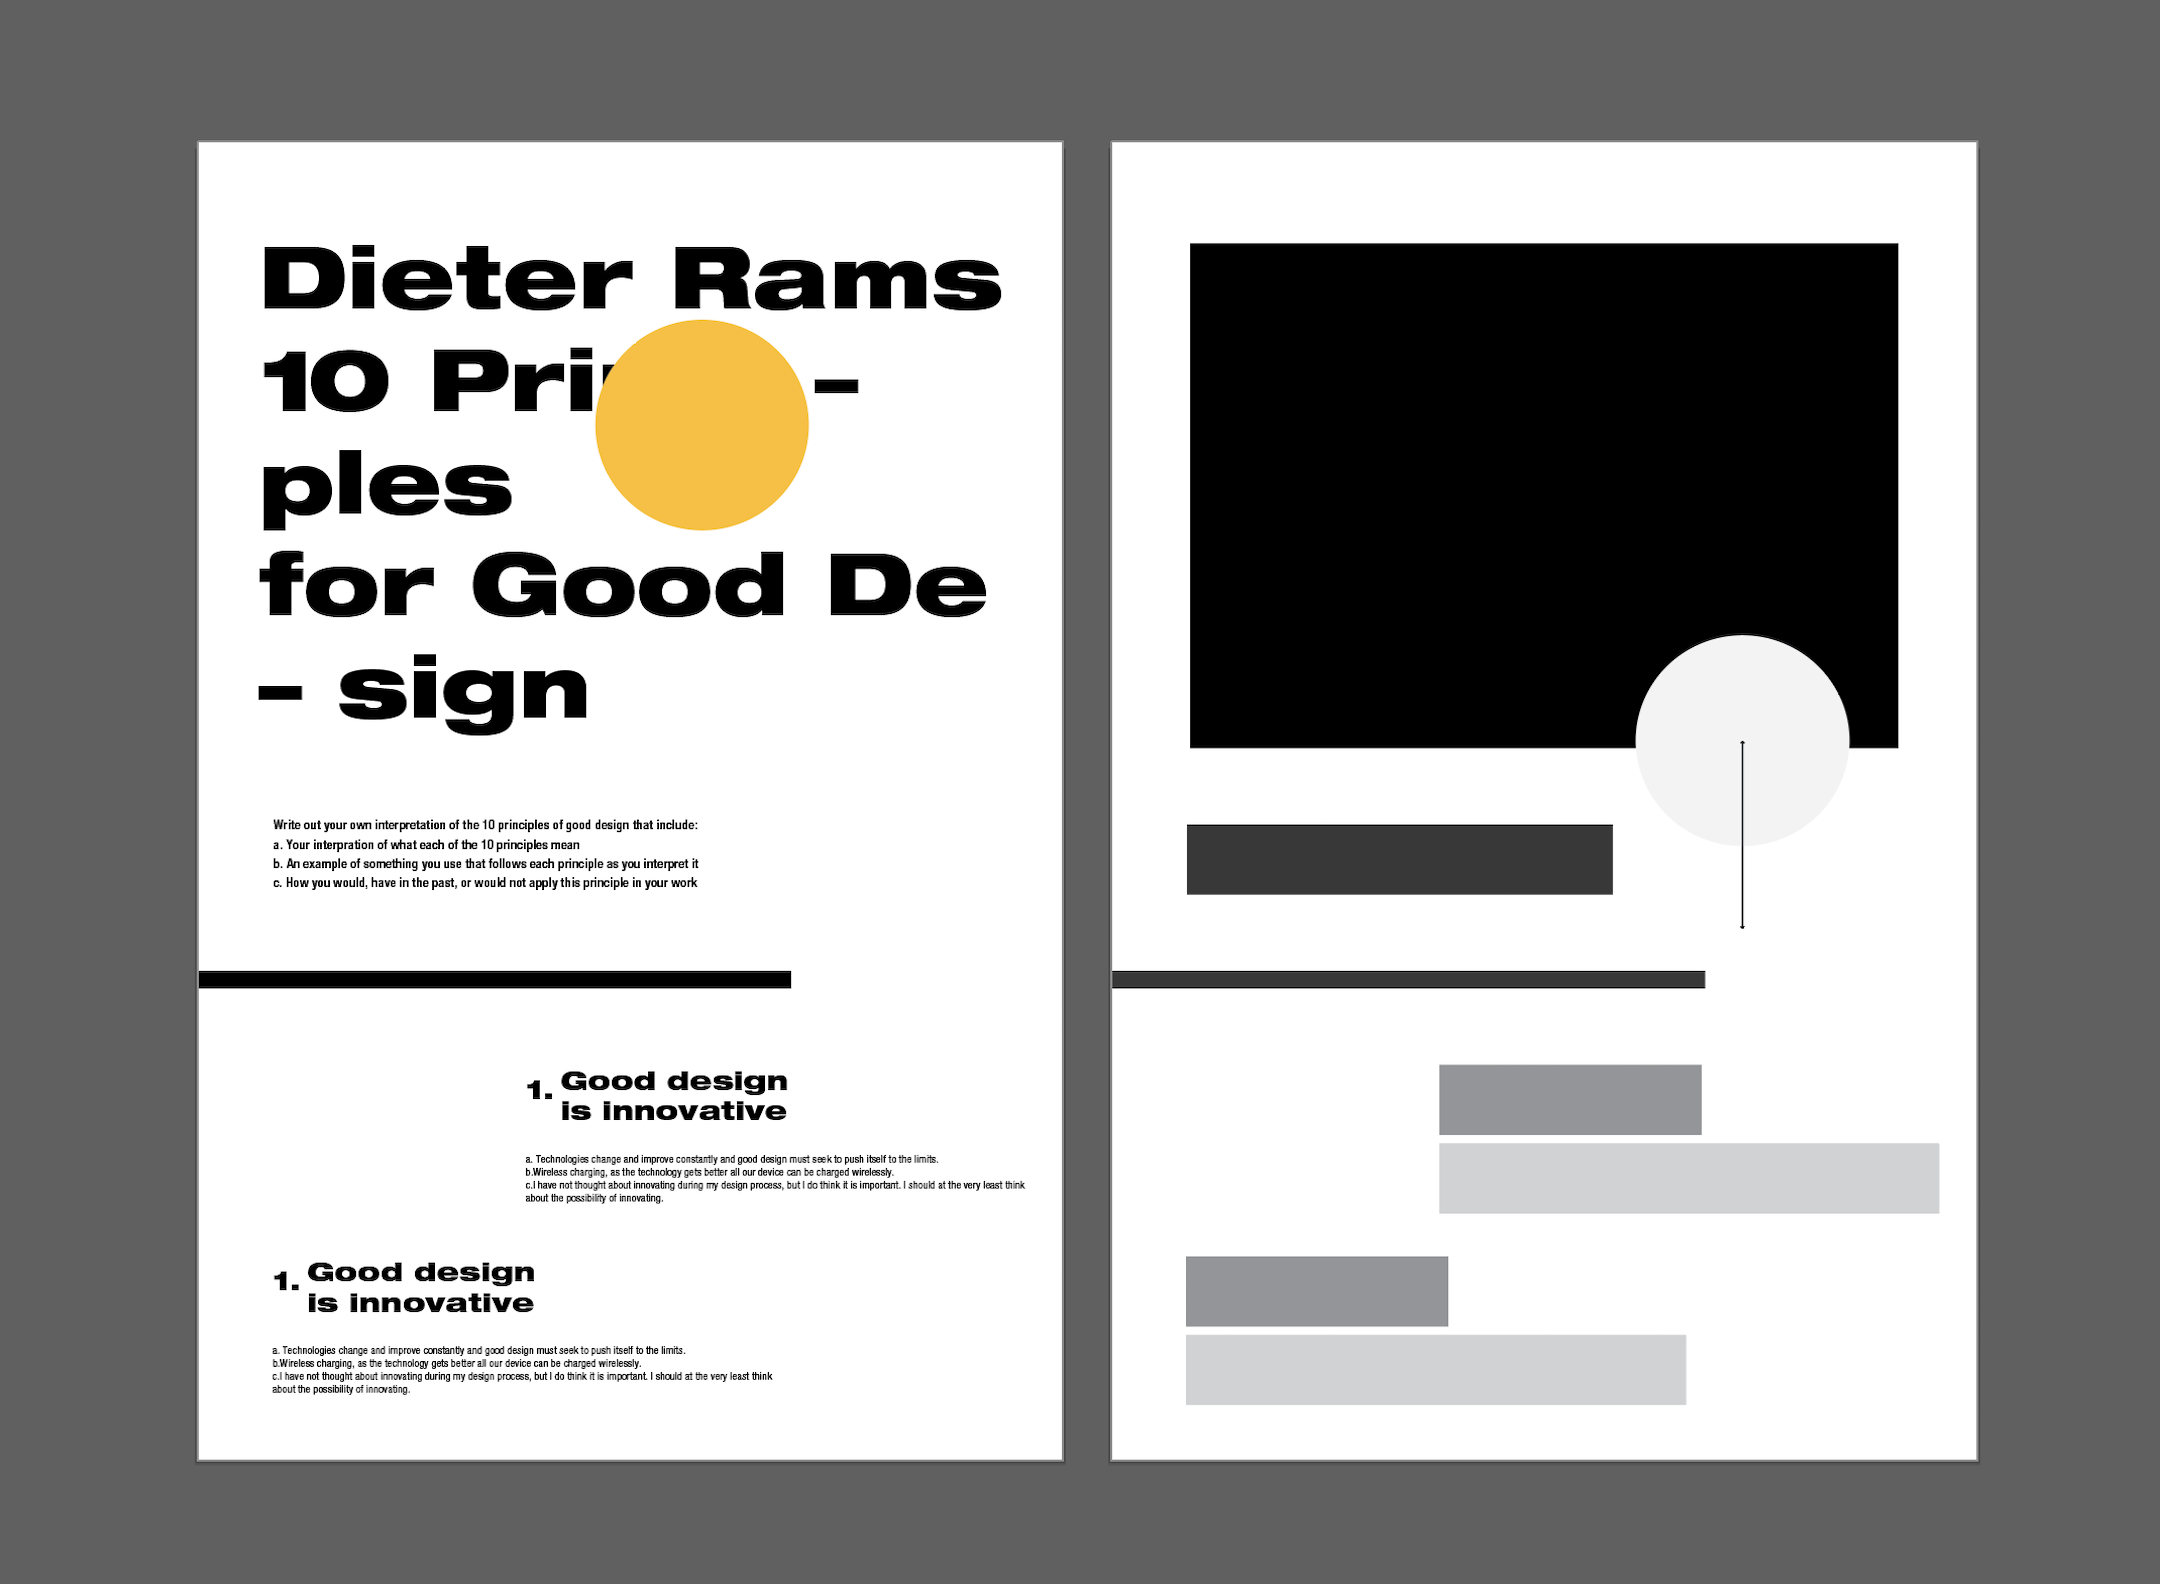 Dieter Rams
10 Pri -
ples
for Good De
- sign
Write out your own interpretation of the 10 principles of good design that include:
a. Your interpration of what each of the 10 principles mean
b. An example of something you use that follows each principle as you interpret it
c. How you would, have in the past, or would not apply this principle in your work
1. Good design
is innovative
a. Technologies change and improve constantly and good design must seek to push itself to the limits.
b.Wireless charging, as the technology gets better all our device can be charged wirelessly.
c.I have not thought about innovating during my design process, but I do think it is important. I should at the very least think
about the possibility of innovating.
1. Good design
is innovative
a. Technologies change and improve constantly and good design must seek to push itself to the limits.
b.Wireless charging, as the technology gets better all our device can be charged wirelessly.
c.I have not thought about innovating during my design process, but I do think it is important. I should at the very least think
about the possibility of innovating.